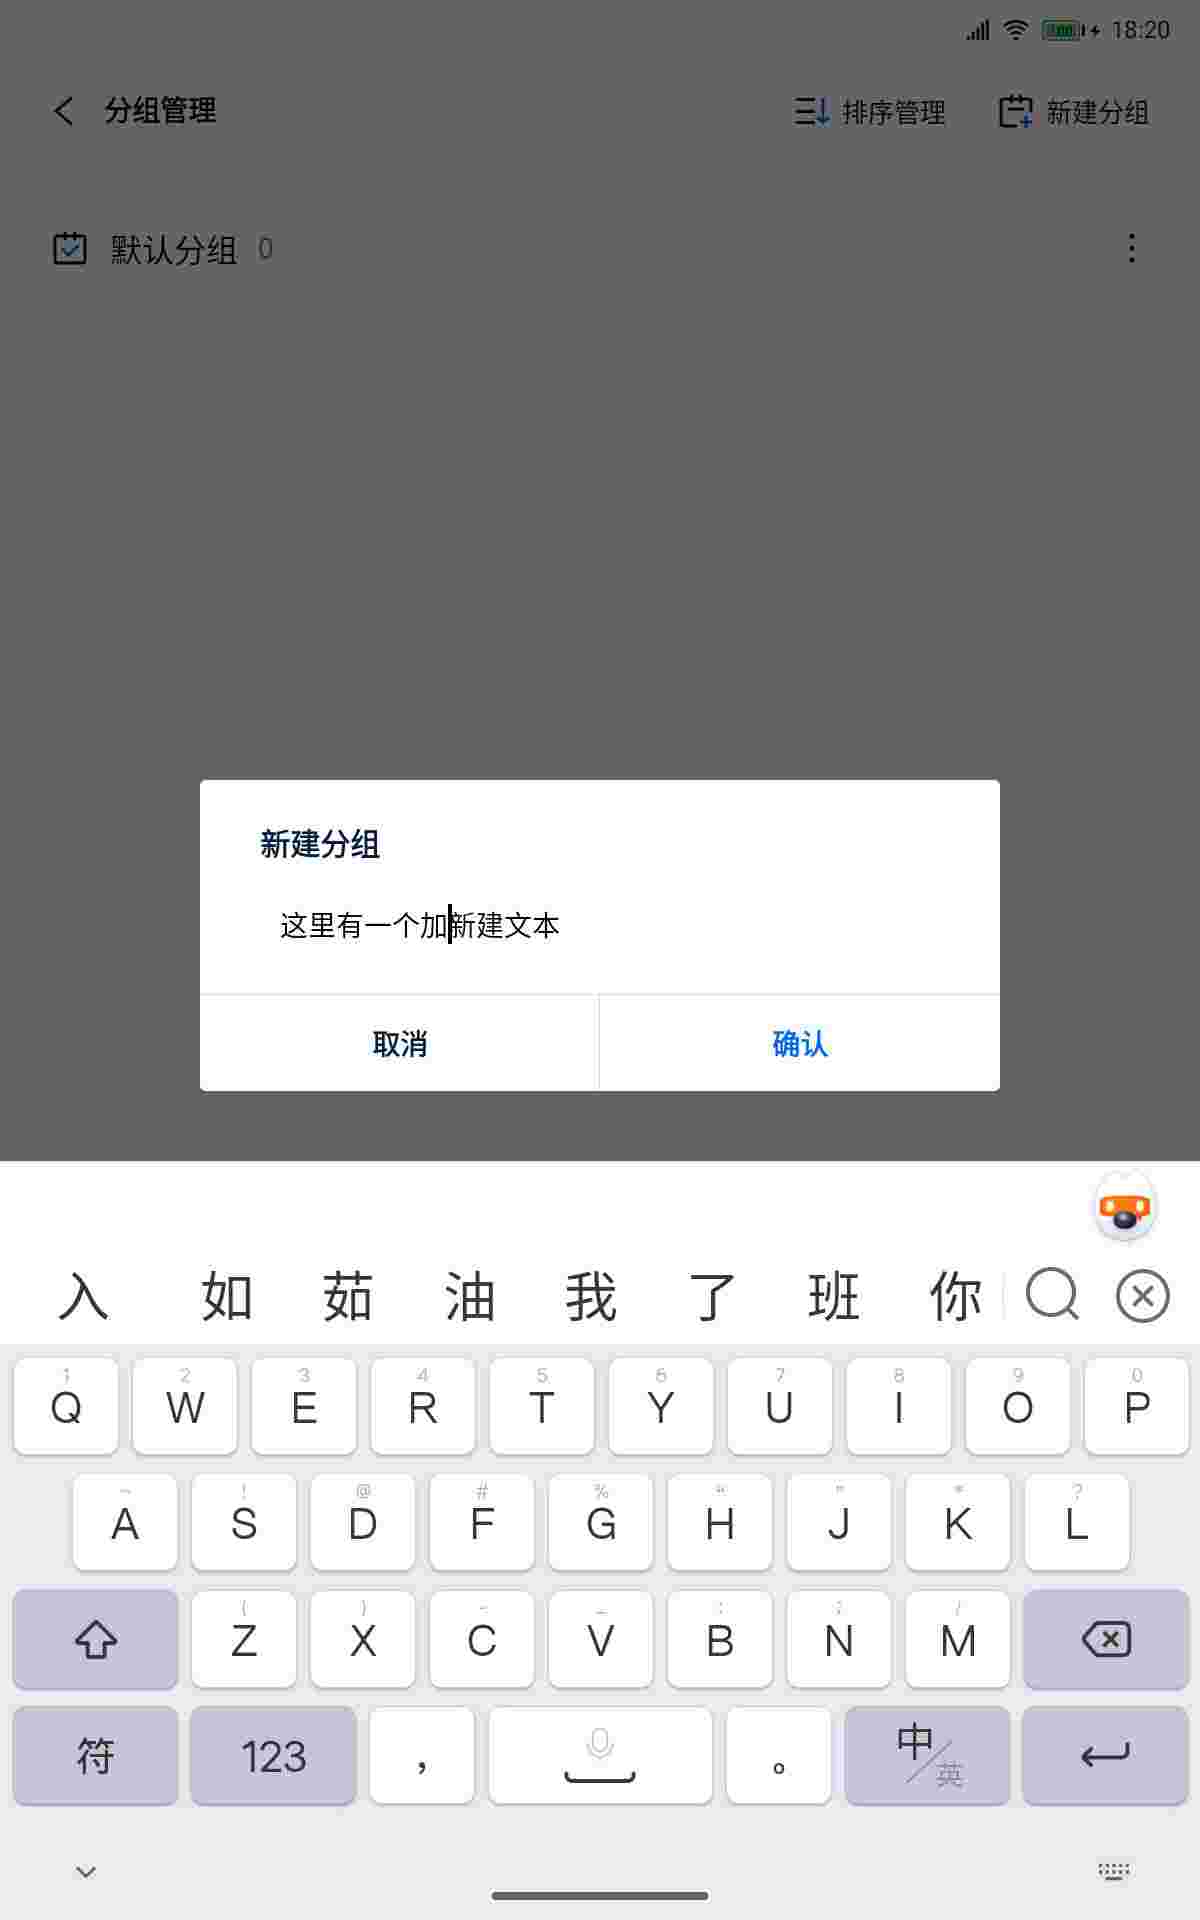 18:20
分组管理 排序管理 新建分组
默认分组 0
新建分组
这里有一个加新建文本
取消 确认
入 如 茹 油 我 了 班 你
1 2 3 4 5 6 7 8 9 0
Q W E R T Y U I O P
~ ! @ # % “ ” * ?
A S D F G H J K L
( ) - _ : ; /
Z X C V B N M
符 123 ， 。 中/英